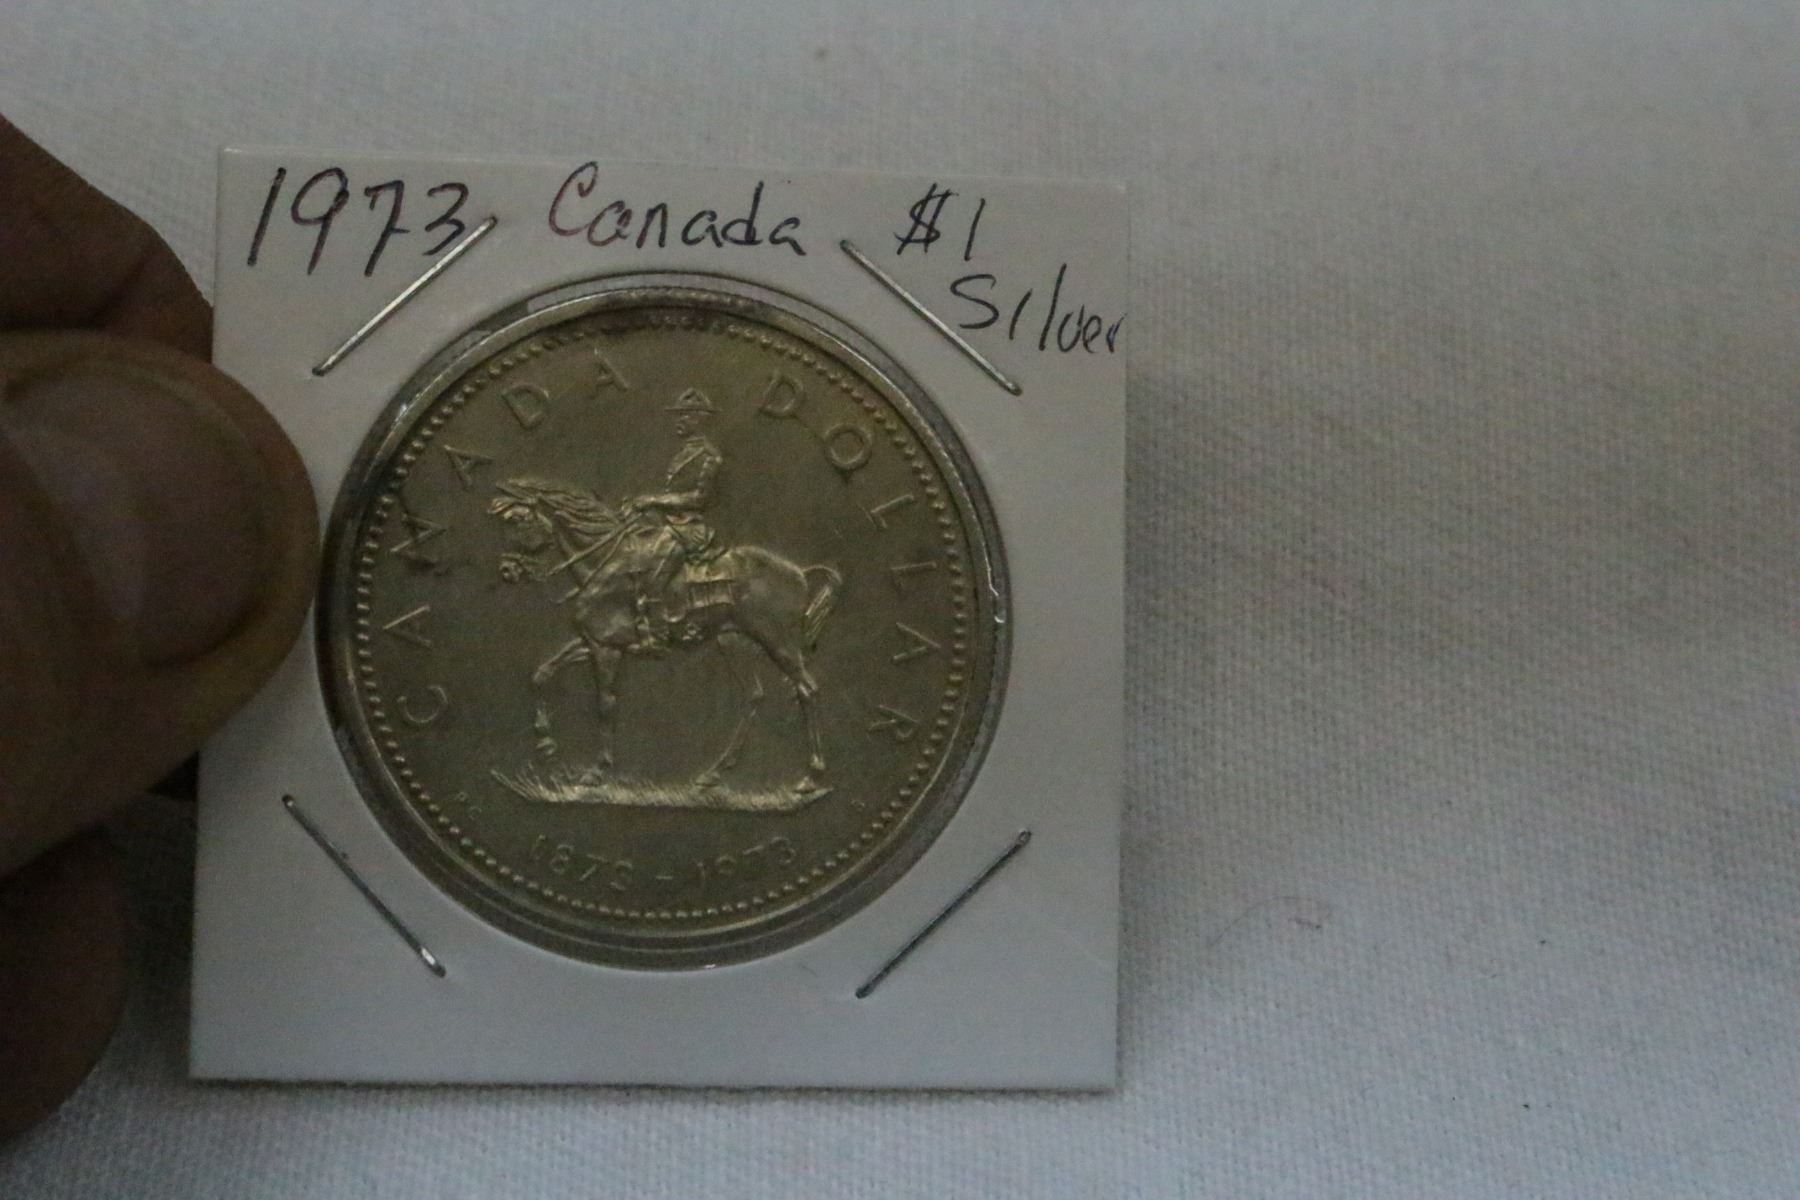 1973 Canada $1
Silver
CANADA DOLLAR
1873 - 1973